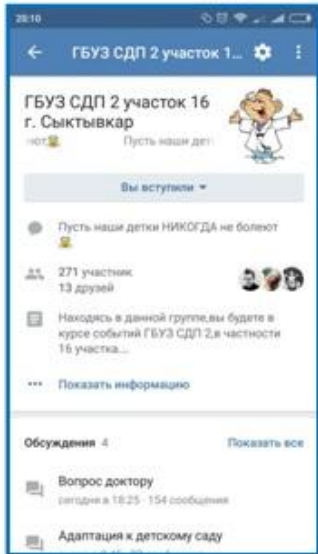 20:10
ГБУЗ СДП 2 участок 1...
ГБУЗ СДП 2 участок 16
г. Сыктывкар
Пусть наши дет
Вы вступили
Пусть наши детки НИКОГДА не болеют
271 участник
13 друзей
Находясь в данной группе,вы будете в
курсе событий ГБУЗ СДП 2,в частности
16 участка....
Показать информацию
Обсуждения 4 Показать все
Вопрос доктору
сегодня в 18:25 · 154 сообщения
Адаптация к детскому саду